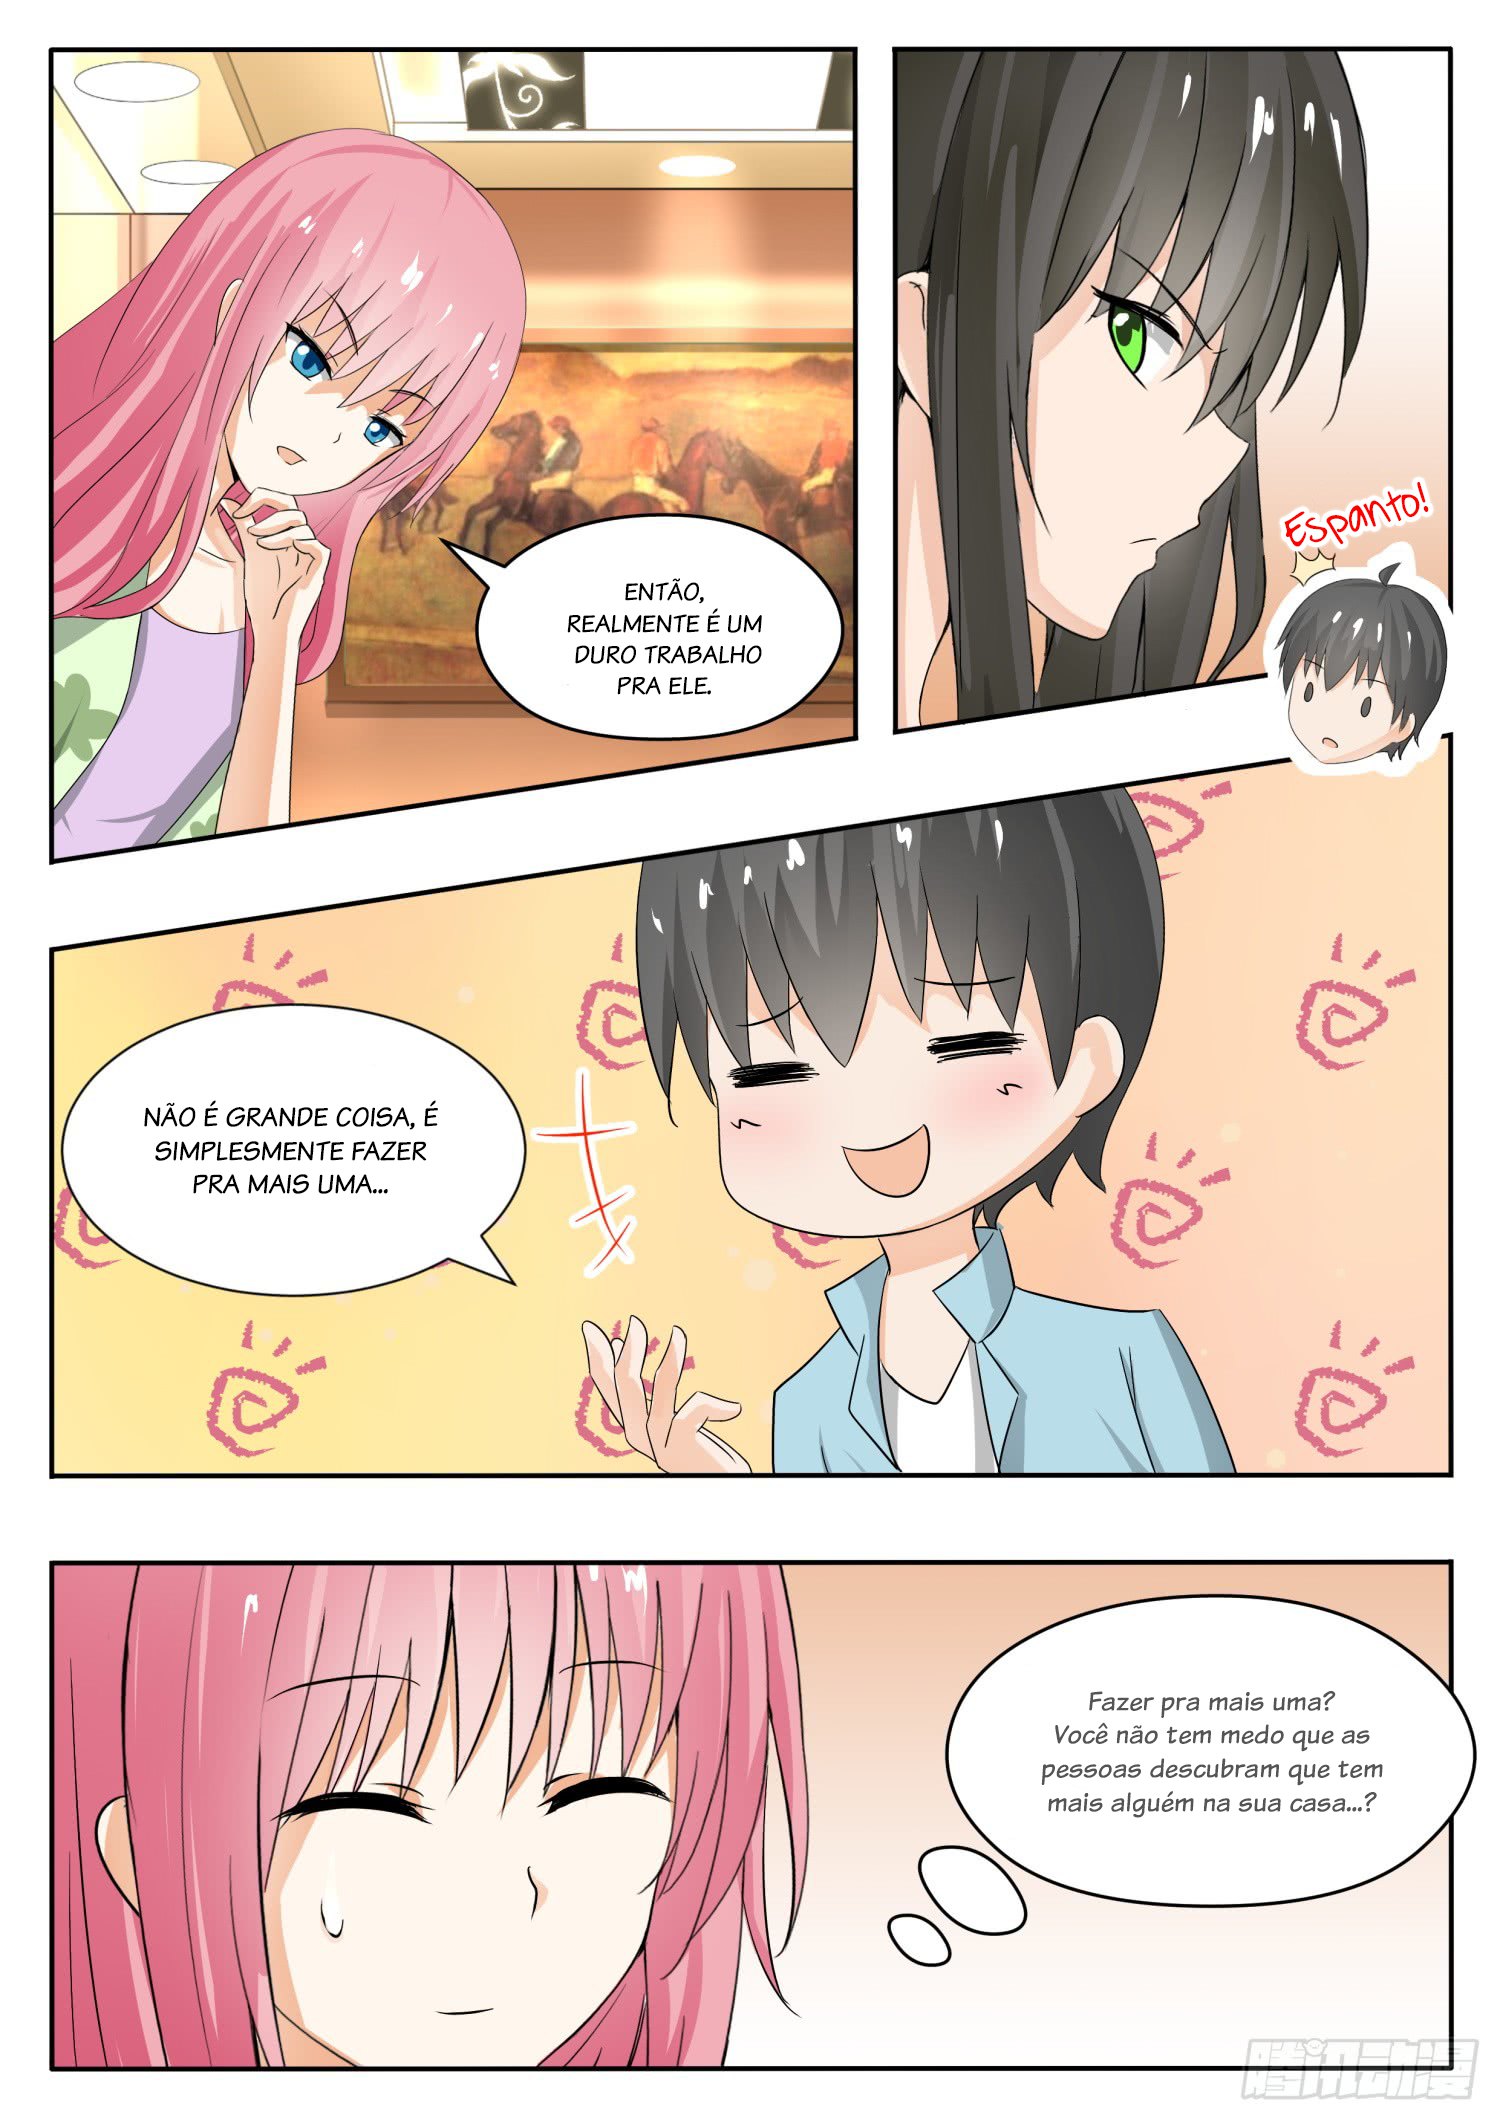 ENTÃO,
REALMENTE É UM
DURO TRABALHO
PRA ELE.
Espanto!
NÃO É GRANDE COISA, É
SIMPLESMENTE FAZER
PRA MAIS UMA...
Fazer pra mais uma?
Você não tem medo que as
pessoas descubram que tem
mais alguém na sua casa...?
腾讯动漫